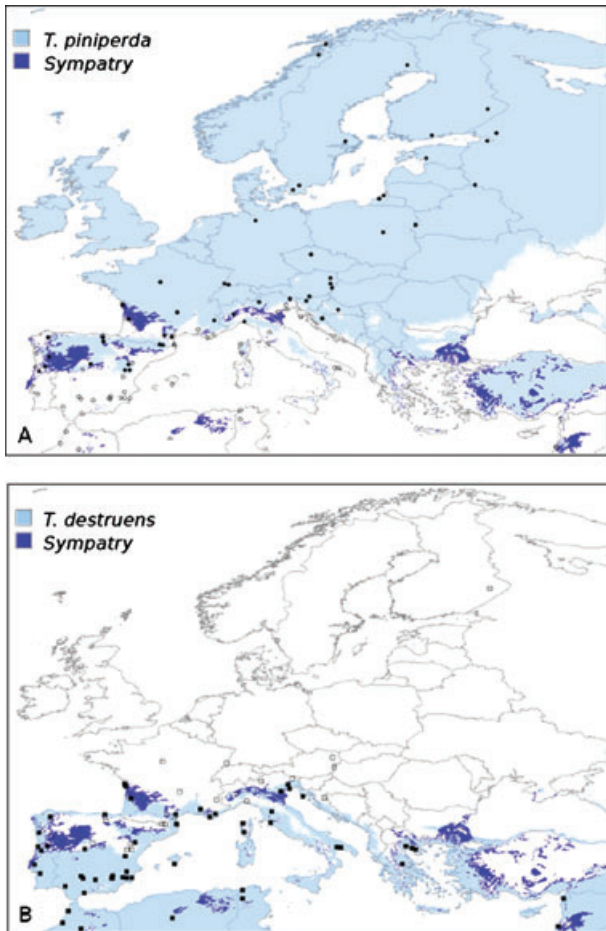 T. piniperda
Sympatry
A
T. destruens
Sympatry
B